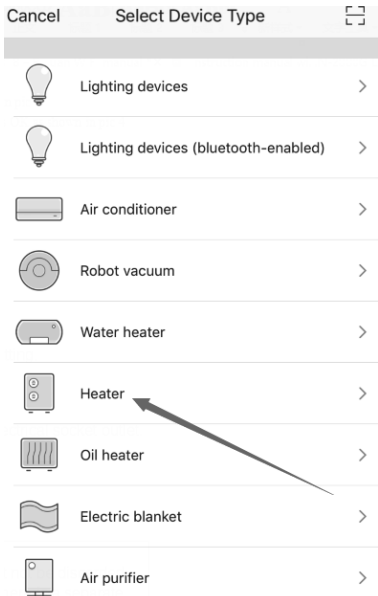 Cancel Select Device Type
Lighting devices
Lighting devices (bluetooth-enabled)
Air conditioner
Robot vacuum
Water heater
Heater
Oil heater
Electric blanket
Air purifier